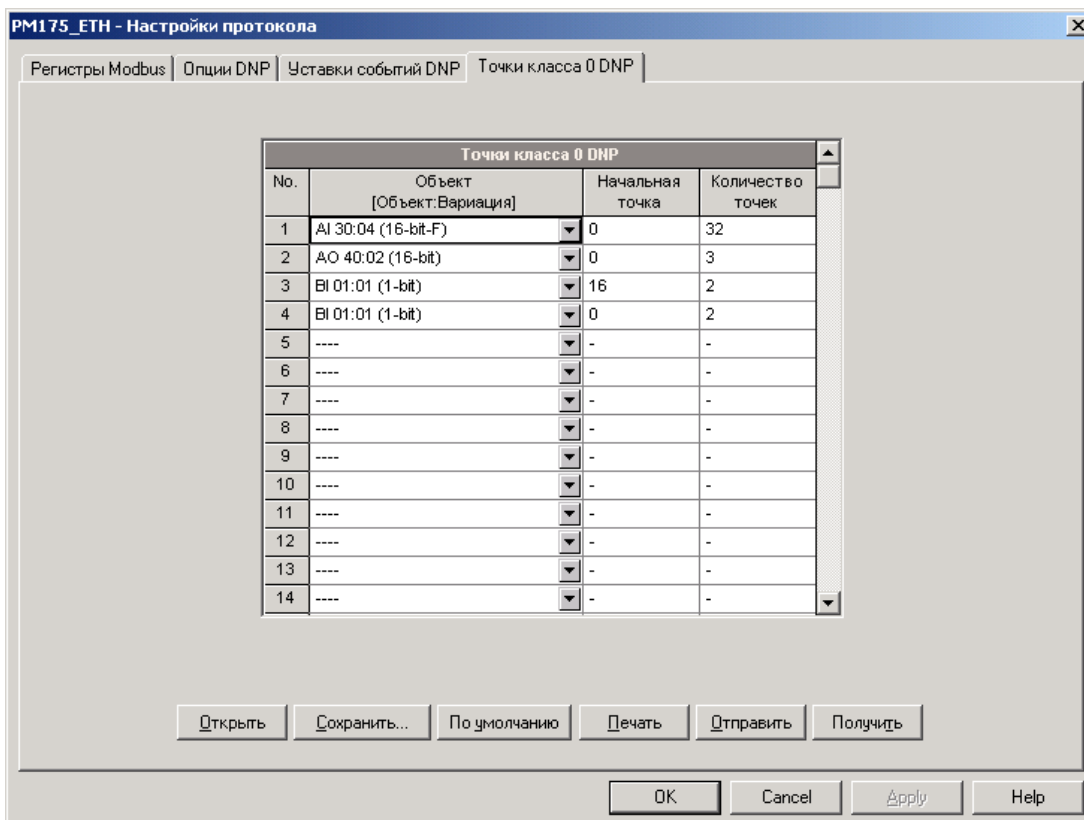 PM175_ETH - Настройки протокола
Регистры Modbus Опции DNP Уставки событий DNP Точки класса 0 DNP
Точки класса 0 DNP
No. Объект Начальная Количество
[Объект:Вариация] точка точек
1 AI 30:04 (16-bit-F) 0 32
2 AO 40:02 (16-bit) 0 3
3 BI 01:01 (1-bit) 16 2
4 BI 01:01 (1-bit) 0 2
5 ---- - -
6 ---- - -
7 ---- - -
8 ---- - -
9 ---- - -
10 ---- - -
11 ---- - -
12 ---- - -
13 ---- - -
14 ---- - -
Открыть Сохранить... По умолчанию Печать Отправить Получить
OK Cancel Apply Help